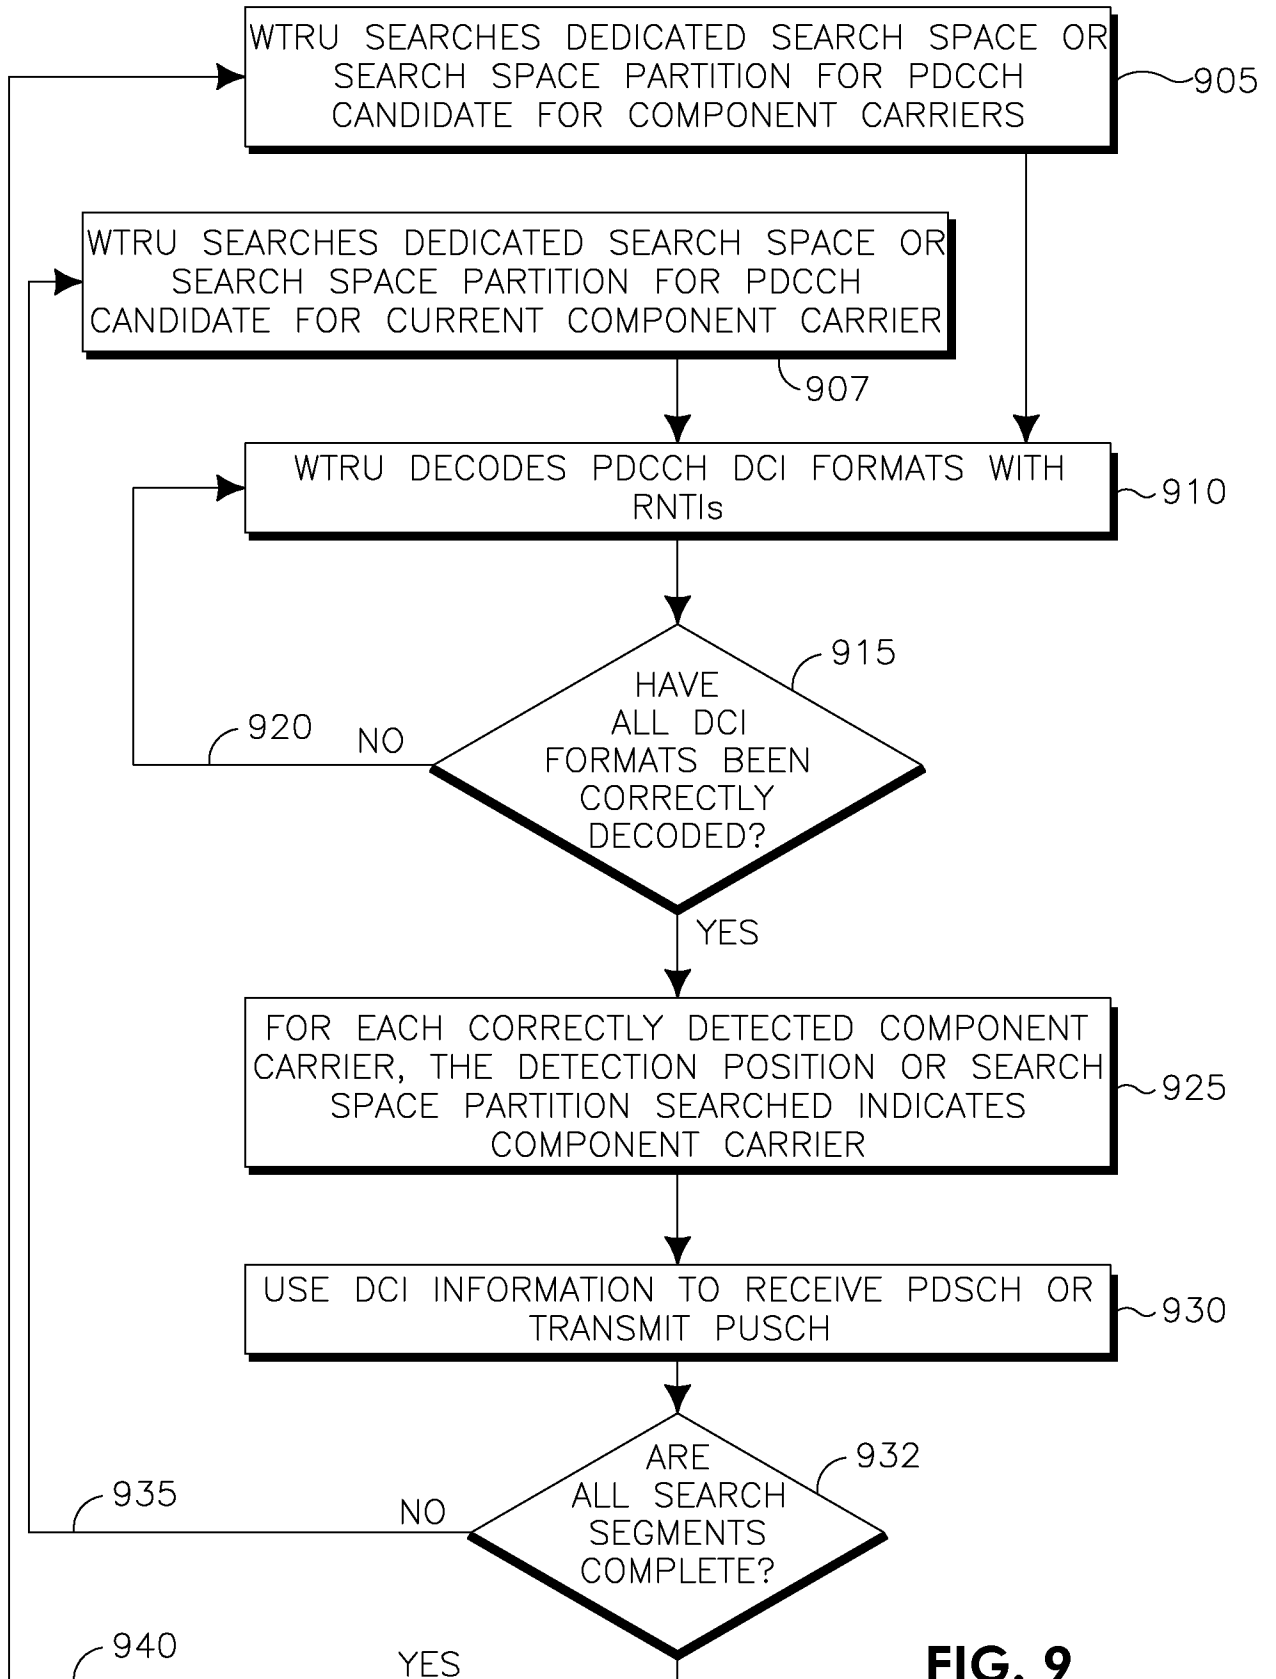 WTRU SEARCHES DEDICATED SEARCH SPACE OR
SEARCH SPACE PARTITION FOR PDCCH
CANDIDATE FOR COMPONENT CARRIERS
905
WTRU SEARCHES DEDICATED SEARCH SPACE OR
SEARCH SPACE PARTITION FOR PDCCH
CANDIDATE FOR CURRENT COMPONENT CARRIER
907
WTRU DECODES PDCCH DCI FORMATS WITH
RNTIs
910
915
HAVE
ALL DCI
FORMATS BEEN
CORRECTLY
DECODED?
920
NO
YES
FOR EACH CORRECTLY DETECTED COMPONENT
CARRIER, THE DETECTION POSITION OR SEARCH
SPACE PARTITION SEARCHED INDICATES
COMPONENT CARRIER
925
USE DCI INFORMATION TO RECEIVE PDSCH OR
TRANSMIT PUSCH
930
932
ARE
ALL SEARCH
SEGMENTS
COMPLETE?
935
NO
940
YES
FIG. 9